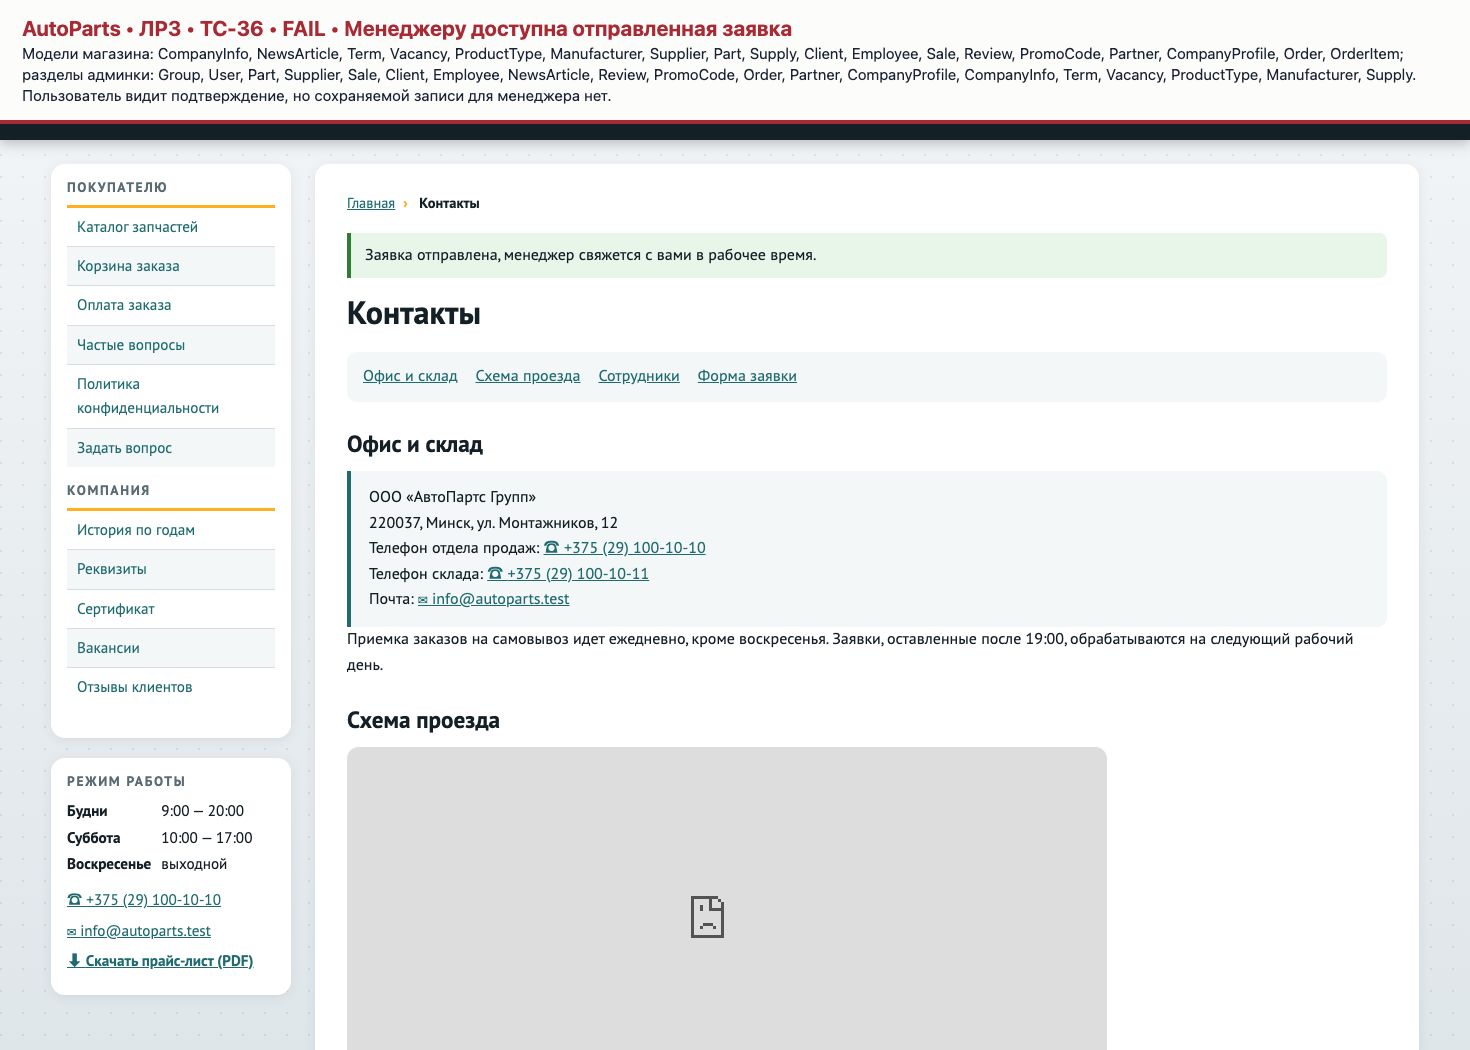 AutoParts • ЛР3 • TC-36 • FAIL • Менеджеру доступна отправленная заявка
Модели магазина: CompanyInfo, NewsArticle, Term, Vacancy, ProductType, Manufacturer, Supplier, Part, Supply, Client, Employee, Sale, Review, PromoCode, Partner, CompanyProfile, Order, OrderItem;
разделы админки: Group, User, Part, Supplier, Sale, Client, Employee, NewsArticle, Review, PromoCode, Order, Partner, CompanyProfile, CompanyInfo, Term, Vacancy, ProductType, Manufacturer, Supply.
Пользователь видит подтверждение, но сохраняемой записи для менеджера нет.
ПОКУПАТЕЛЮ
Каталог запчастей
Корзина заказа
Оплата заказа
Частые вопросы
Политика
конфиденциальности
Задать вопрос
КОМПАНИЯ
История по годам
Реквизиты
Сертификат
Вакансии
Отзывы клиентов
РЕЖИМ РАБОТЫ
Будни 9:00 — 20:00
Суббота 10:00 — 17:00
Воскресенье выходной
☎ +375 (29) 100-10-10
✉ info@autoparts.test
⬇ Скачать прайс-лист (PDF)
Главная › Контакты
Заявка отправлена, менеджер свяжется с вами в рабочее время.
Контакты
Офис и склад Схема проезда Сотрудники Форма заявки
Офис и склад
ООО «АвтоПартс Групп»
220037, Минск, ул. Монтажников, 12
Телефон отдела продаж: ☎ +375 (29) 100-10-10
Телефон склада: ☎ +375 (29) 100-10-11
Почта: ✉ info@autoparts.test
Приемка заказов на самовывоз идет ежедневно, кроме воскресенья. Заявки, оставленные после 19:00, обрабатываются на следующий рабочий
день.
Схема проезда